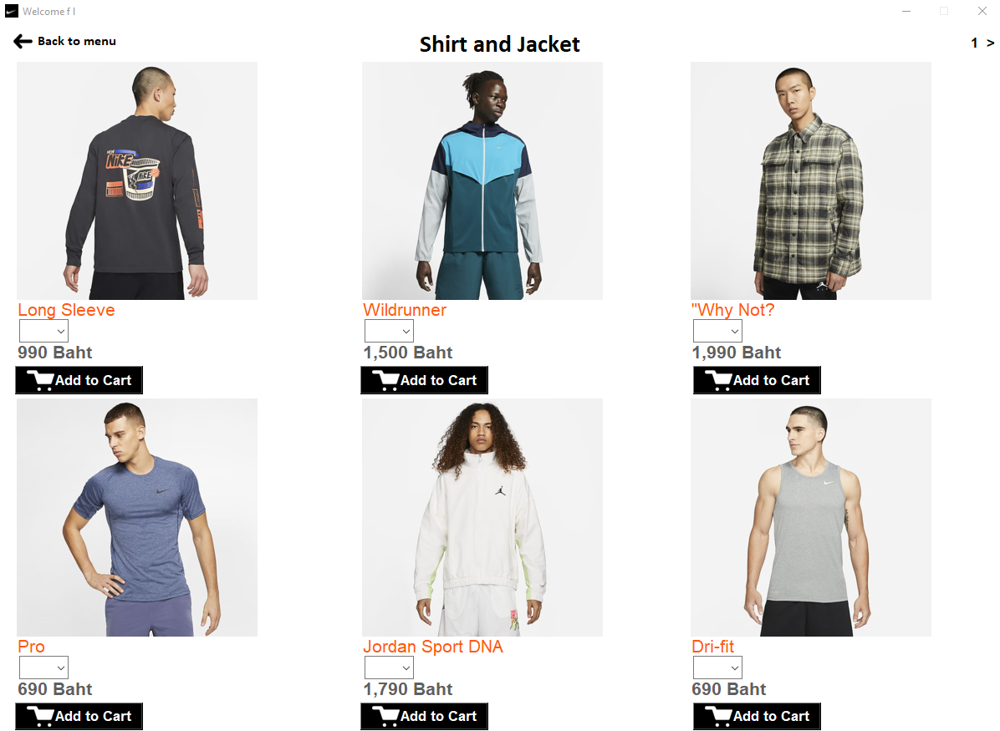 Welcome f l
Back to menu
Shirt and Jacket
1 >
NIKE
NIKE
Long Sleeve
Wildrunner
"Why Not?
990 Baht
1,500 Baht
1,990 Baht
Add to Cart
Add to Cart
Add to Cart
Pro
Jordan Sport DNA
Dri-fit
690 Baht
1,790 Baht
690 Baht
Add to Cart
Add to Cart
Add to Cart